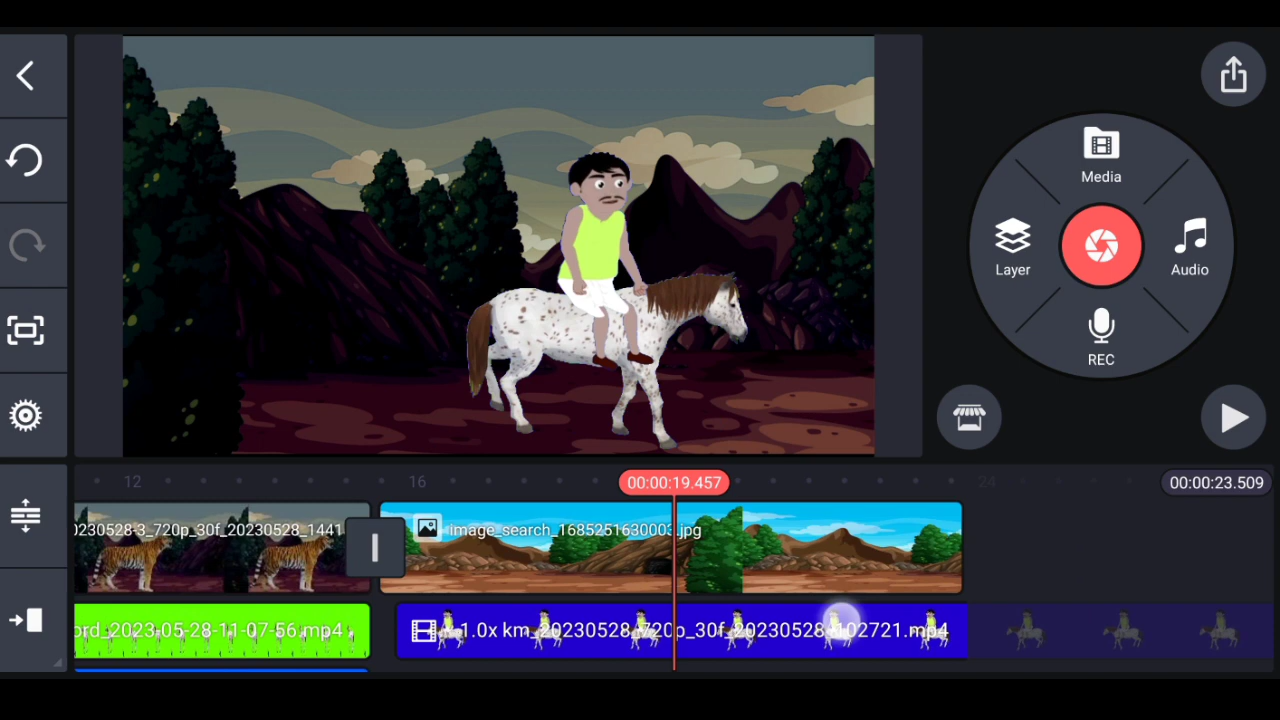 Media
Layer
Audio
REC
12
16
00:00:19.457
24
00:00:23.509
0230528-3_720p_30f_20230528_1441
image_search_1685251630003.jpg
ord_2023-05-28-11-07-56.mp4
1.0x km_20230528_720p_30f_20230528_102721.mp4